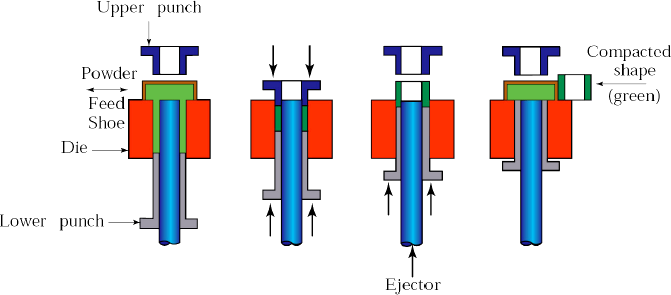 Upper punch
Powder
Feed
Shoe
Die
Lower punch
Ejector
Compacted
shape
(green)